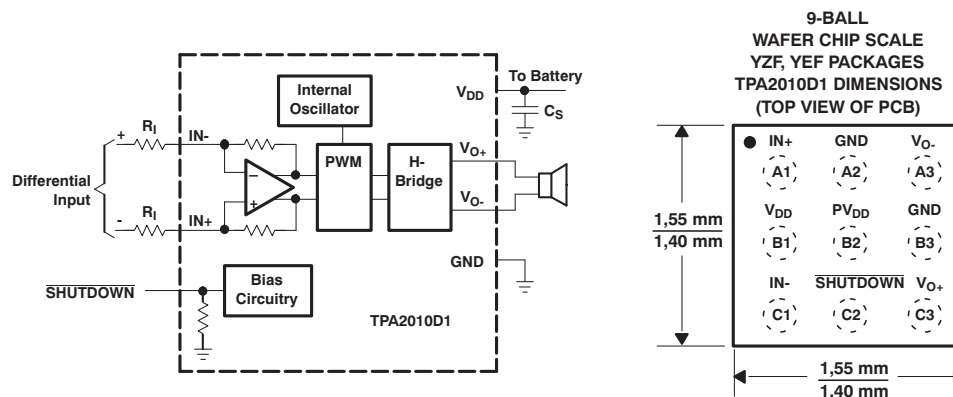 Differential
Input
+
-
RI
RI
IN-
IN+
−
+
Internal
Oscillator
PWM
H-
Bridge
VDD
To Battery
CS
VO+
VO-
GND
SHUTDOWN
Bias
Circuitry
TPA2010D1
9-BALL
WAFER CHIP SCALE
YZF, YEF PACKAGES
TPA2010D1 DIMENSIONS
(TOP VIEW OF PCB)
IN+ GND VO-
A1 A2 A3
VDD PVDD GND
B1 B2 B3
IN- SHUTDOWN VO+
C1 C2 C3
1,55 mm
1,40 mm
1,55 mm
1,40 mm